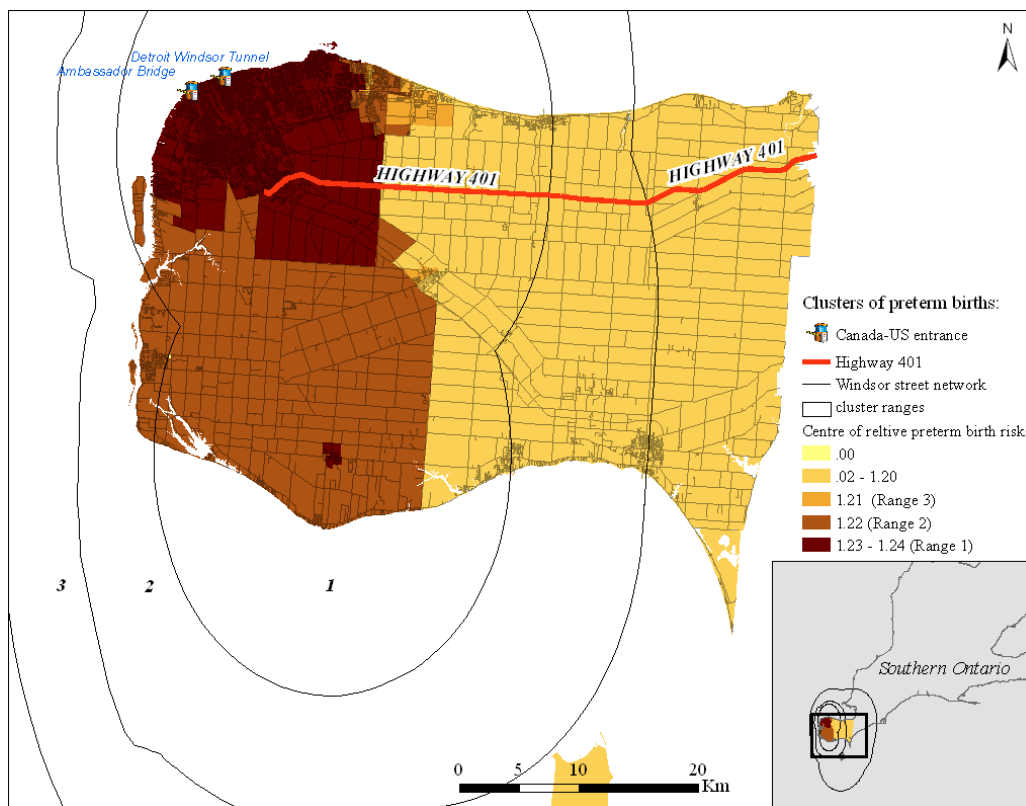 N
Detroit Windsor Tunnel
Ambassador Bridge
HIGHWAY 401
HIGHWAY 401
Clusters of preterm births:
Canada-US entrance
Highway 401
Windsor street network
cluster ranges
Centre of reltive preterm birth risk:
.00
.02 - 1.20
1.21 (Range 3)
1.22 (Range 2)
1.23 - 1.24 (Range 1)
3 2 1
Southern Ontario
0 5 10 20
Km